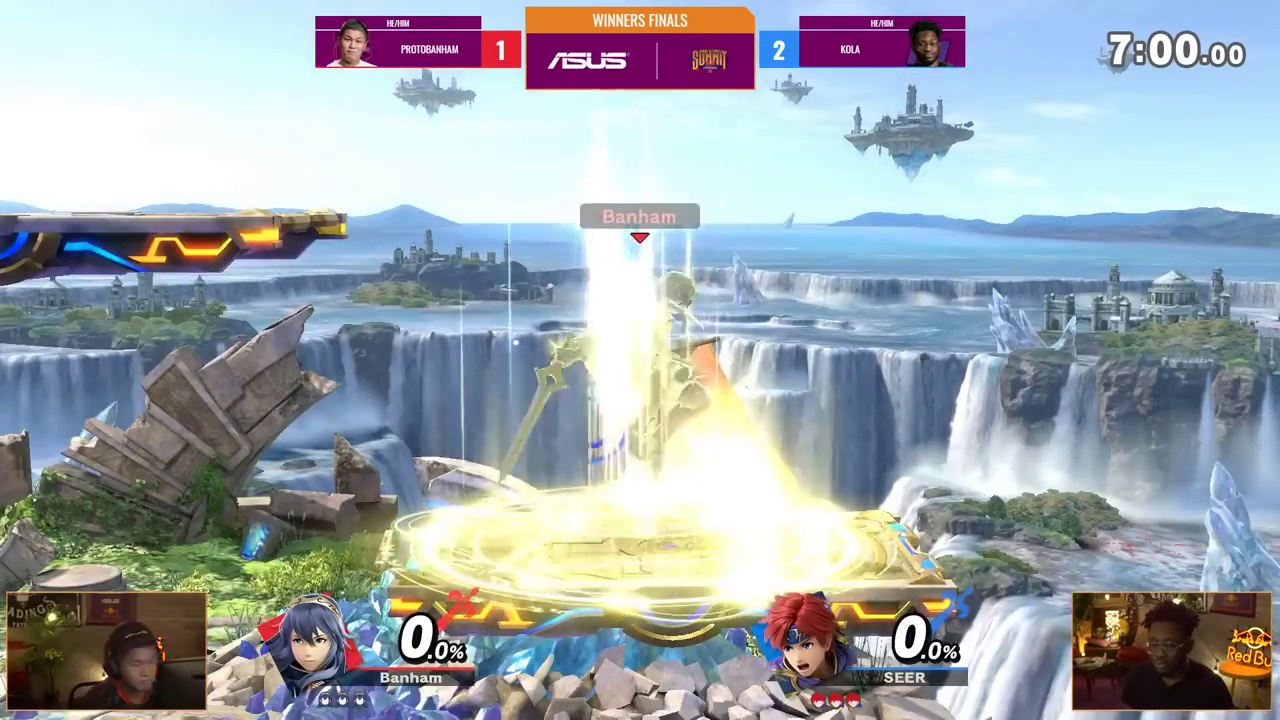 HE/HIM
PROTOBANHAM
1
WINNERS FINALS
ASUS
SUMMIT
2
HE/HIM
KOLA
7:00.00
Banham
0.0%
Banham
0.0%
SEER
ASUS
Red Bu